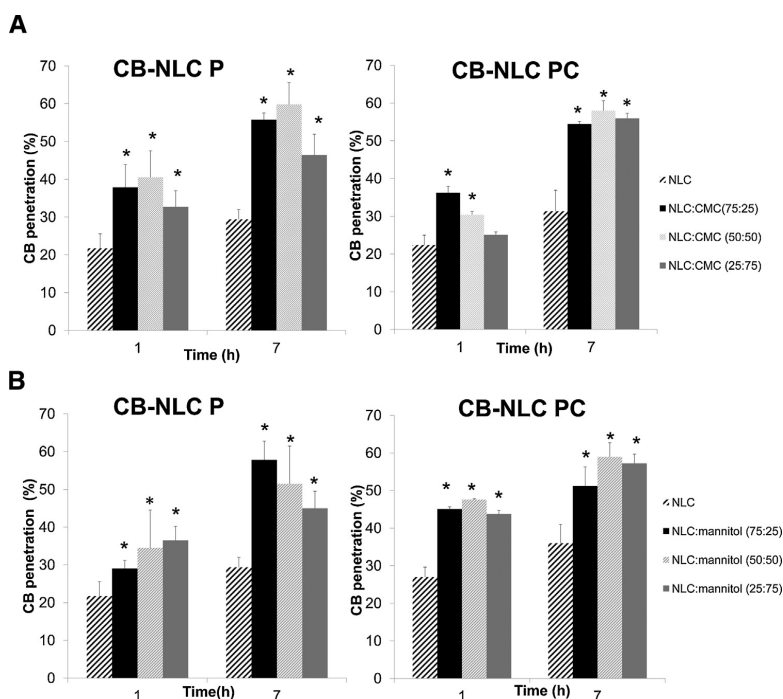 A
CB-NLC P
70
60
50
40
30
20
10
0
CB penetration (%)
* * * * * *
1 7
Time (h)
CB-NLC PC
70
60
50
40
30
20
10
0
CB penetration (%)
* * * * *
1 7
Time (h)
NLC
NLC:CMC(75:25)
NLC:CMC (50:50)
NLC:CMC (25:75)
B
CB-NLC P
70
60
50
40
30
20
10
0
CB penetration (%)
* * * * * *
1 7
Time(h)
CB-NLC PC
70
60
50
40
30
20
10
0
CB penetration (%)
* * * * * *
1 7
Time (h)
NLC
NLC:mannitol (75:25)
NLC:mannitol (50:50)
NLC:mannitol (25:75)